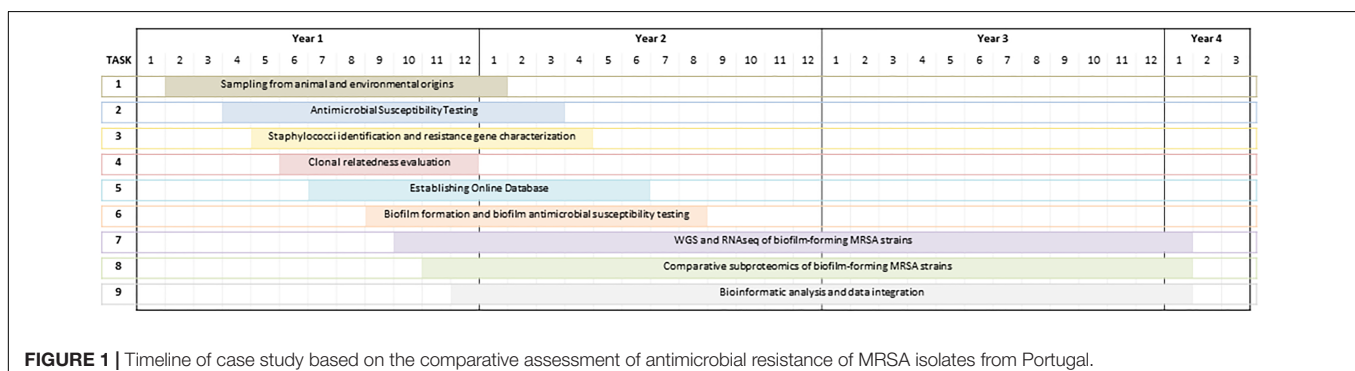 Year 1 Year 2 Year 3 Year 4
TASK 1 2 3 4 5 6 7 8 9 10 11 12 1 2 3 4 5 6 7 8 9 10 11 12 1 2 3 4 5 6 7 8 9 10 11 12 1 2 3
1 Sampling from animal and environmental origins
2 Antimicrobial Susceptibility Testing
3 Staphylococci identification and resistance gene characterization
4 Clonal relatedness evaluation
5 Establishing Online Database
6 Biofilm formation and biofilm antimicrobial susceptibility testing
7 WGS and RNAseq of biofilm-forming MRSA strains
8 Comparative subproteomics of biofilm-forming MRSA strains
9 Bioinformatic analysis and data integration
FIGURE 1 | Timeline of case study based on the comparative assessment of antimicrobial resistance of MRSA isolates from Portugal.